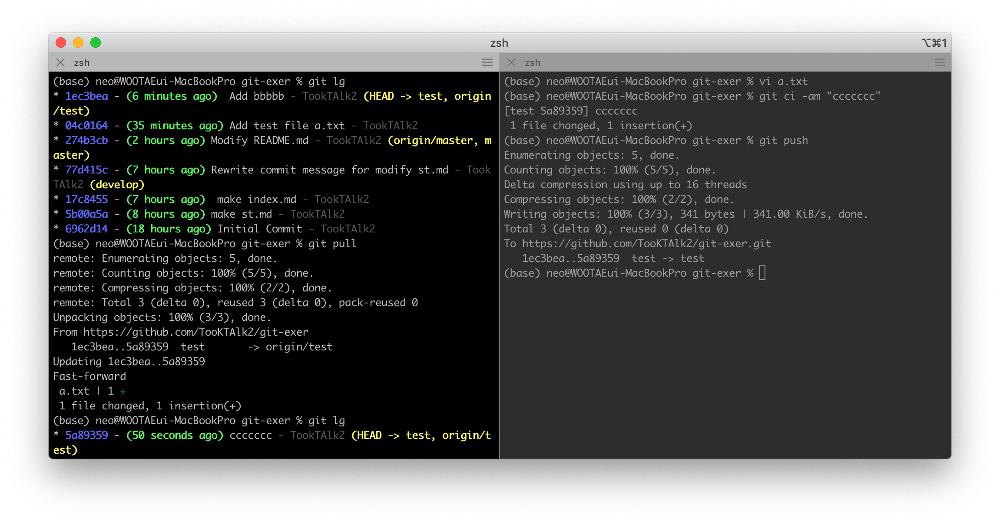 zsh
⌥⌘1
zsh
(base) neo@WOOTAEui-MacBookPro git-exer % git lg
* 1ec3bea - (6 minutes ago)  Add bbbbb - TookTAlk2 (HEAD -> test, origin
/test)
* 04c0164 - (35 minutes ago) Add test file a.txt - TookTAlk2
* 274b3cb - (2 hours ago) Modify README.md - TookTAlk2 (origin/master, m
aster)
* 77d415c - (7 hours ago) Rewrite commit message for modify st.md - Took
TAlk2 (develop)
* 17c8455 - (7 hours ago)  make index.md - TookTAlk2
* 5b00a5a - (8 hours ago) make st.md - TookTAlk2
* 6962d14 - (18 hours ago) Initial Commit - TookTAlk2
(base) neo@WOOTAEui-MacBookPro git-exer % git pull
remote: Enumerating objects: 5, done.
remote: Counting objects: 100% (5/5), done.
remote: Compressing objects: 100% (2/2), done.
remote: Total 3 (delta 0), reused 3 (delta 0), pack-reused 0
Unpacking objects: 100% (3/3), done.
From https://github.com/TooKTAlk2/git-exer
   1ec3bea..5a89359  test       -> origin/test
Updating 1ec3bea..5a89359
Fast-forward
 a.txt | 1 +
 1 file changed, 1 insertion(+)
(base) neo@WOOTAEui-MacBookPro git-exer % git lg
* 5a89359 - (50 seconds ago) ccccccc - TookTAlk2 (HEAD -> test, origin/t
est)
zsh
(base) neo@WOOTAEui-MacBookPro git-exer % vi a.txt
(base) neo@WOOTAEui-MacBookPro git-exer % git ci -am "ccccccc"
[test 5a89359] ccccccc
 1 file changed, 1 insertion(+)
(base) neo@WOOTAEui-MacBookPro git-exer % git push
Enumerating objects: 5, done.
Counting objects: 100% (5/5), done.
Delta compression using up to 16 threads
Compressing objects: 100% (2/2), done.
Writing objects: 100% (3/3), 341 bytes | 341.00 KiB/s, done.
Total 3 (delta 0), reused 0 (delta 0)
To https://github.com/TooKTAlk2/git-exer.git
   1ec3bea..5a89359  test -> test
(base) neo@WOOTAEui-MacBookPro git-exer %